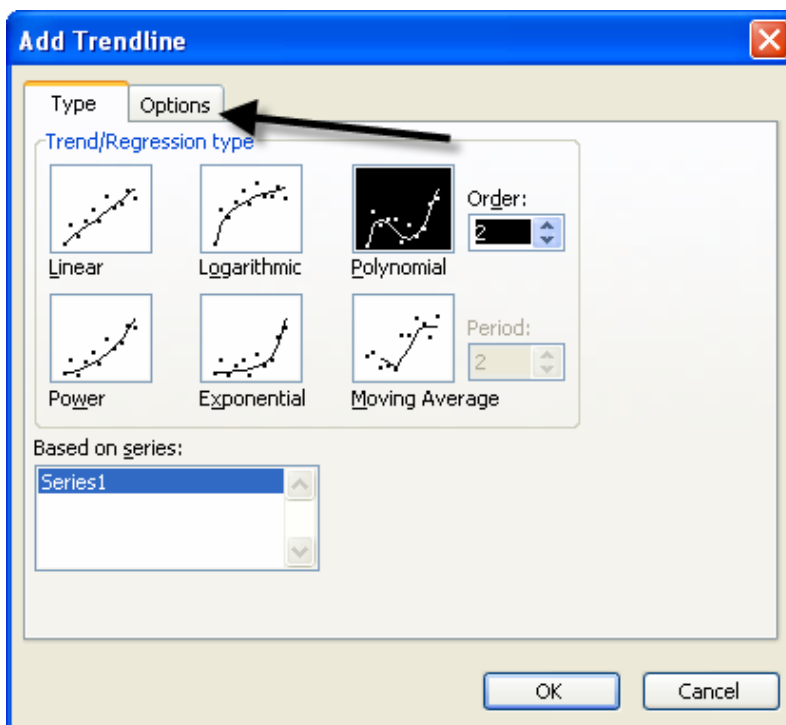 Add Trendline
Type
Options
Trend/Regression type
Order:
2
Linear
Logarithmic
Polynomial
Period:
2
Power
Exponential
Moving Average
Based on series:
Series1
OK
Cancel